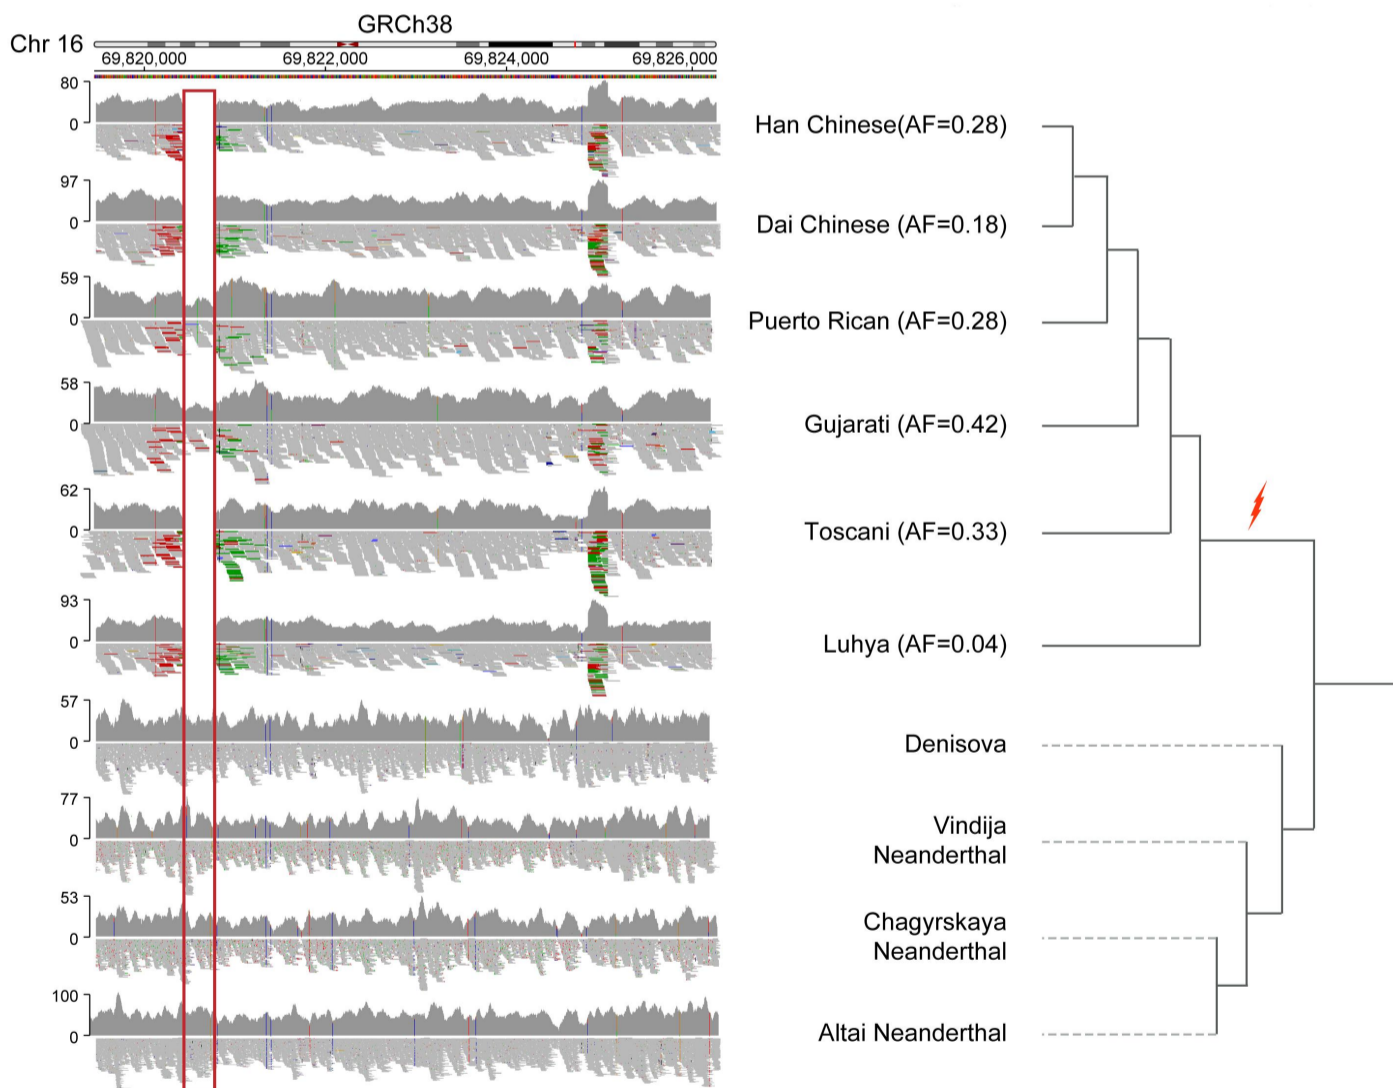 GRCh38
Chr 16
69,820,000 69,822,000 69,824,000 69,826,000
80
0
Han Chinese(AF=0.28)
97
0
Dai Chinese (AF=0.18)
59
0
Puerto Rican (AF=0.28)
58
0
Gujarati (AF=0.42)
62
0
Toscani (AF=0.33)
93
0
Luhya (AF=0.04)
57
0
Denisova
77
0
Vindija
Neanderthal
53
0
Chagyrskaya
Neanderthal
100
0
Altai Neanderthal